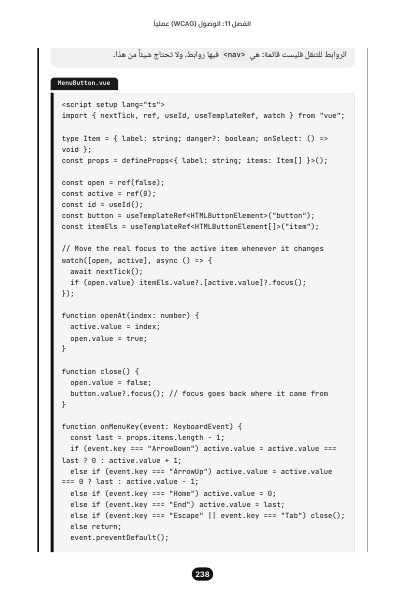 الفصل 11: الوصول (WCAG) عملياً
الروابط للتنقل فليست قائمة: هي <nav> فيها روابط، ولا تحتاج شيئاً من هذا.
MenuButton.vue
<script setup lang="ts">
import { nextTick, ref, useId, useTemplateRef, watch } from "vue";
type Item = { label: string; danger?: boolean; onSelect: () =>
void };
const props = defineProps<{ label: string; items: Item[] }>();
const open = ref(false);
const active = ref(0);
const id = useId();
const button = useTemplateRef<HTMLButtonElement>("button");
const itemEls = useTemplateRef<HTMLButtonElement[]>("item");
// Move the real focus to the active item whenever it changes
watch([open, active], async () => {
  await nextTick();
  if (open.value) itemEls.value?.[active.value]?.focus();
});
function openAt(index: number) {
  active.value = index;
  open.value = true;
}
function close() {
  open.value = false;
  button.value?.focus(); // focus goes back where it came from
}
function onMenuKey(event: KeyboardEvent) {
  const last = props.items.length - 1;
  if (event.key === "ArrowDown") active.value = active.value ===
last ? 0 : active.value + 1;
  else if (event.key === "ArrowUp") active.value = active.value
=== 0 ? last : active.value - 1;
  else if (event.key === "Home") active.value = 0;
  else if (event.key === "End") active.value = last;
  else if (event.key === "Escape" || event.key === "Tab") close();
  else return;
  event.preventDefault();
238